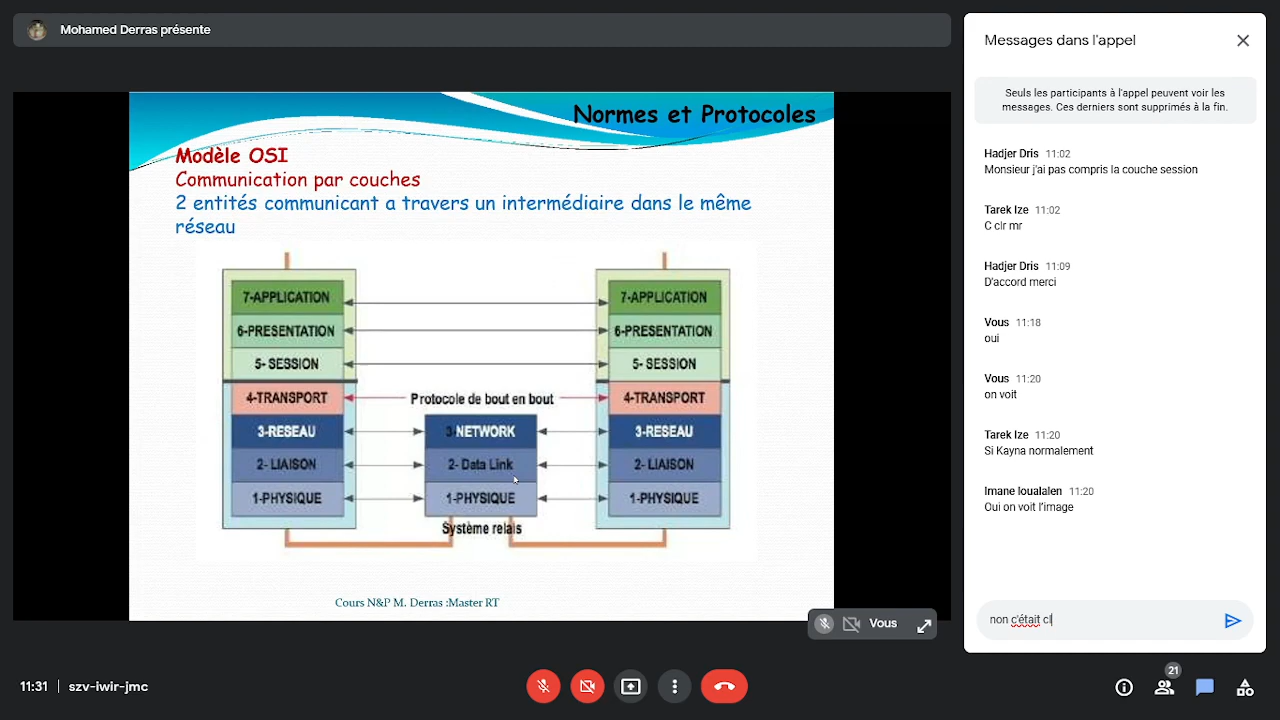 Mohamed Derras présente
Normes et Protocoles
Modèle OSI
Communication par couches
2 entités communicant a travers un intermédiaire dans le même
réseau
7-APPLICATION
7-APPLICATION
6-PRESENTATION
6-PRESENTATION
5- SESSION
5- SESSION
4-TRANSPORT
Protocole de bout en bout
4-TRANSPORT
3-RESEAU
3-NETWORK
3-RESEAU
2- LIAISON
2- Data Link
2- LIAISON
1-PHYSIQUE
1-PHYSIQUE
1-PHYSIQUE
Système relais
Cours N&P M. Derras :Master RT
Vous
11:31 | szv-iwir-jmc
Messages dans l'appel
Seuls les participants à l'appel peuvent voir les
messages. Ces derniers sont supprimés à la fin.
Hadjer Dris 11:02
Monsieur j'ai pas compris la couche session
Tarek Ize 11:02
C clr mr
Hadjer Dris 11:09
D'accord merci
Vous 11:18
oui
Vous 11:20
on voit
Tarek Ize 11:20
Si Kayna normalement
Imane loualalen 11:20
Oui on voit l'image
non c'était cl
21